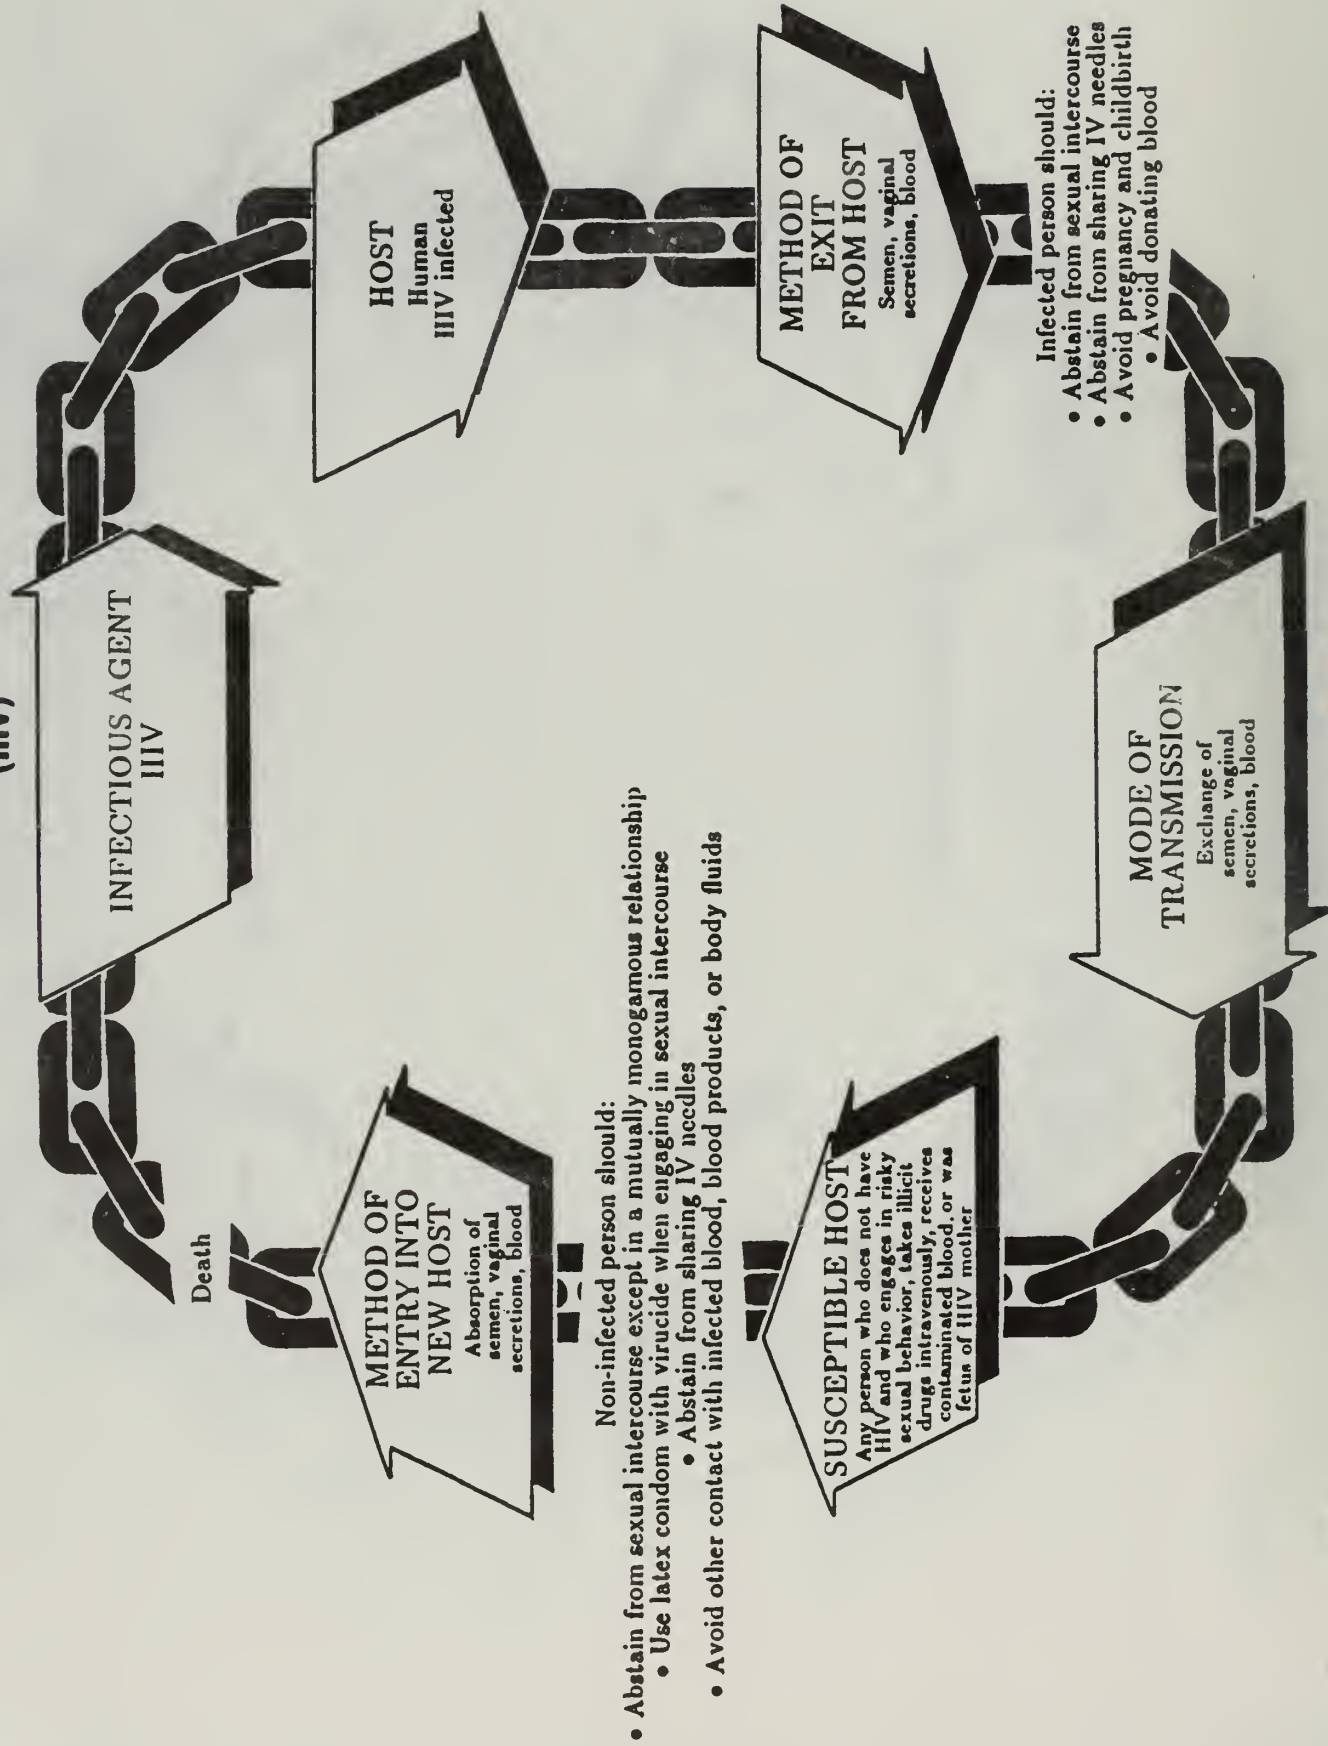 (HIV)
INFECTIOUS AGENT
HIV
HOST
Human
HIV infected
METHOD OF
EXIT
FROM HOST
Semen, vaginal
secretions, blood
Infected person should:
• Abstain from sexual intercourse
• Abstain from sharing IV needles
• Avoid pregnancy and childbirth
• Avoid donating blood
MODE OF
TRANSMISSION
Exchange of
semen, vaginal
secretions, blood
SUSCEPTIBLE HOST
Any person who does not have
HIV and who engages in risky
sexual behavior, takes illicit
drugs intravenously, receives
contaminated blood, or was
fetus of HIV mother
Non-infected person should:
• Abstain from sexual intercourse except in a mutually monogamous relationship
• Use latex condom with virucide when engaging in sexual intercourse
• Abstain from sharing IV needles
• Avoid other contact with infected blood, blood products, or body fluids
METHOD OF
ENTRY INTO
NEW HOST
Absorption of
semen, vaginal
secretions, blood
Death